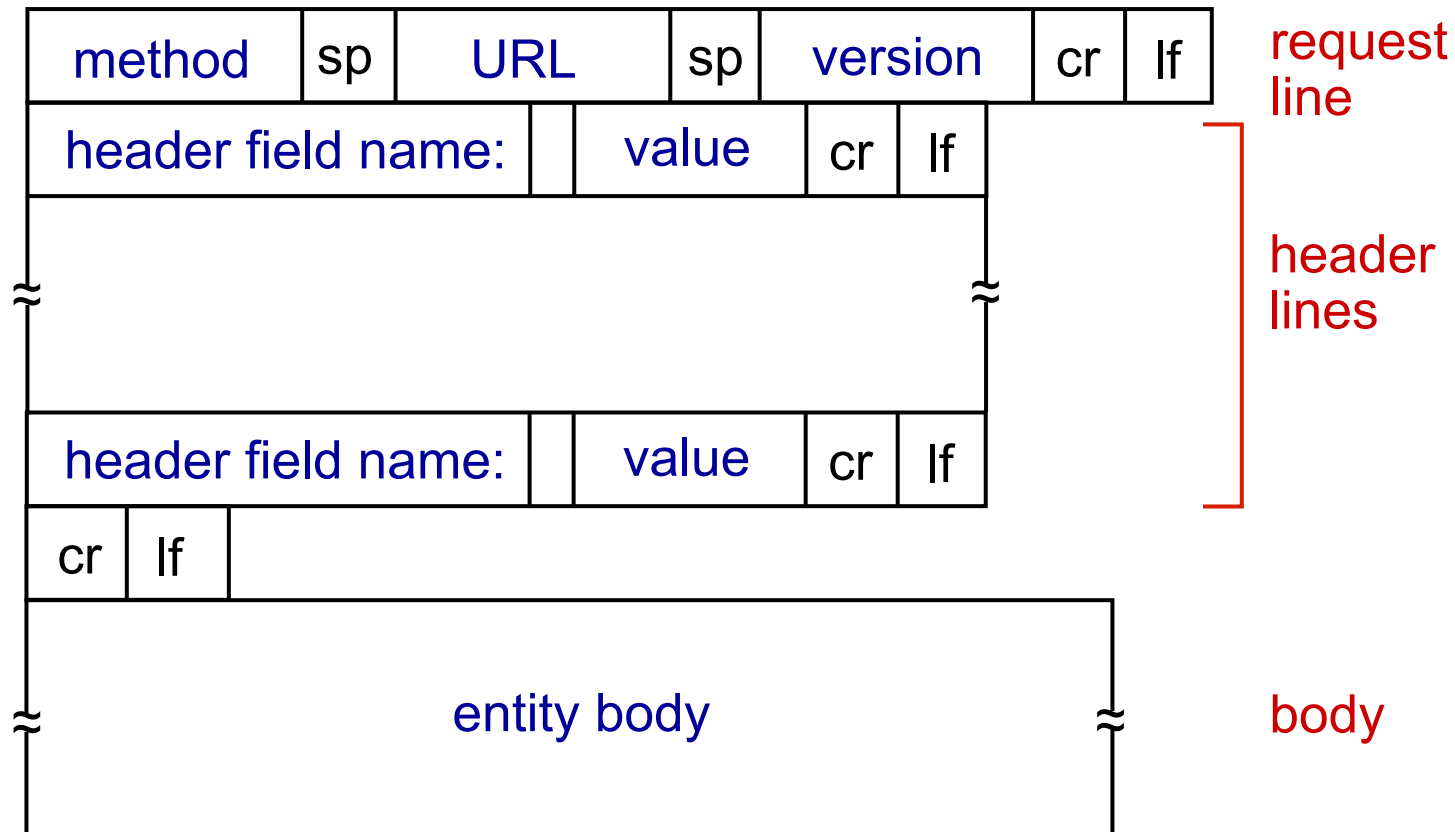 method sp URL sp version cr lf
request
line
header field name: value cr lf
header
lines
header field name: value cr lf
cr lf
entity body
body